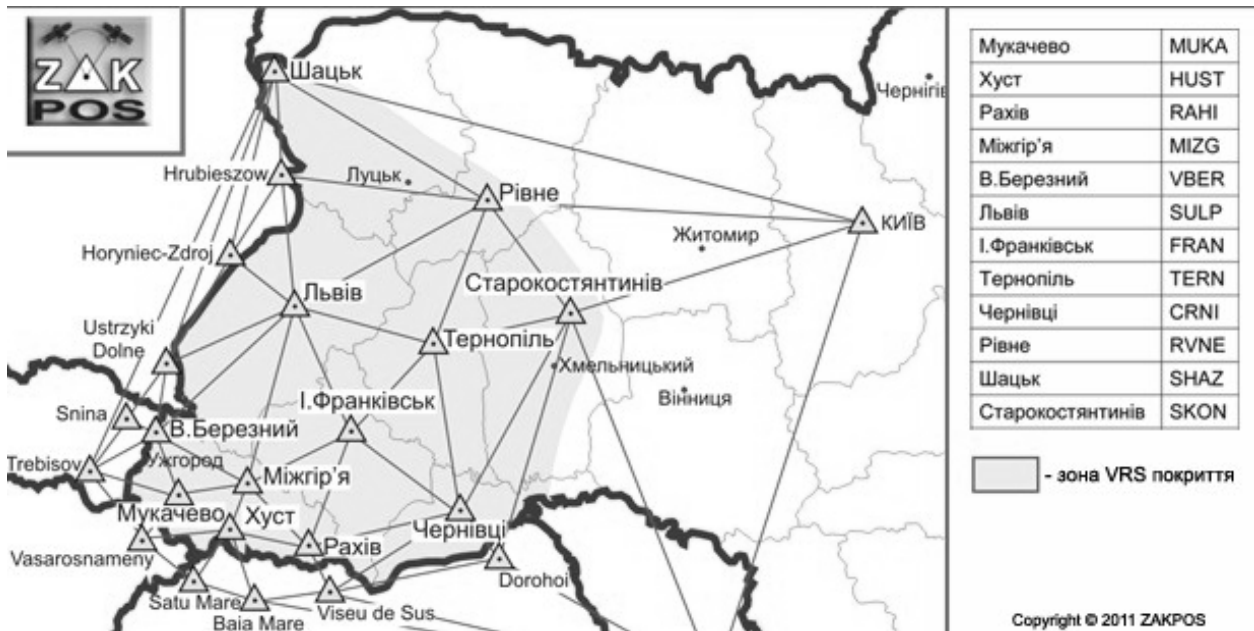 ZAK
POS
Шацьк
Чернігів
Hrubieszow
Луцьк
Рівне
КИЇВ
Житомир
Horyniec-Zdroj
Старокостянтинів
Львів
Ustrzyki
Dolne
Тернопіль
Хмельницький
Вінниця
І.Франківськ
Snina
В.Березний
Ужгород
Trebisov
Міжгір'я
Мукачево
Хуст
Чернівці
Рахів
Vasarosnameny
Dorohoi
Satu Mare
Viseu de Sus
Baia Mare
Мукачево MUKA
Хуст HUST
Рахів RAHI
Міжгір'я MIZG
В.Березний VBER
Львів SULP
І.Франківськ FRAN
Тернопіль TERN
Чернівці CRNI
Рівне RVNE
Шацьк SHAZ
Старокостянтинів SKON
- зона VRS покриття
Copyright © 2011 ZAKPOS